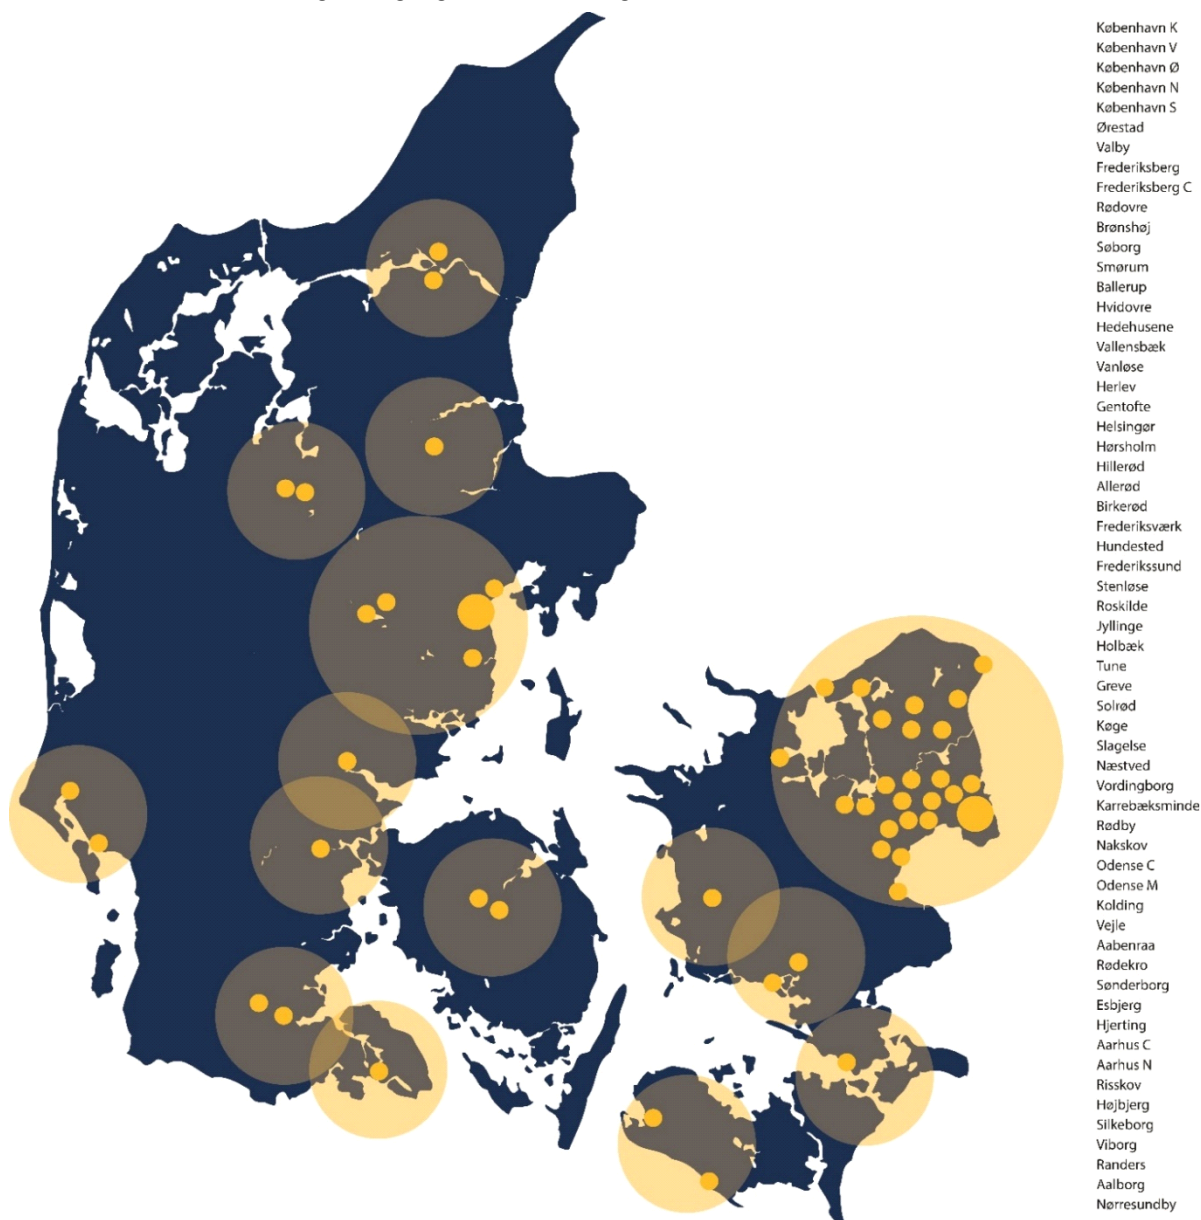 København K
København V
København Ø
København N
København S
Ørestad
Valby
Frederiksberg
Frederiksberg C
Rødovre
Brønshøj
Søborg
Smørum
Ballerup
Hvidovre
Hedehusene
Vallensbæk
Vanløse
Herlev
Gentofte
Helsingør
Hørsholm
Hillerød
Allerød
Birkerød
Frederiksværk
Hundested
Frederikssund
Stenløse
Roskilde
Jyllinge
Holbæk
Tune
Greve
Solrød
Køge
Slagelse
Næstved
Vordingborg
Karrebæksminde
Rødby
Nakskov
Odense C
Odense M
Kolding
Vejle
Aabenraa
Rødekro
Sønderborg
Esbjerg
Hjerting
Aarhus C
Aarhus N
Risskov
Højbjerg
Silkeborg
Viborg
Randers
Aalborg
Nørresundby